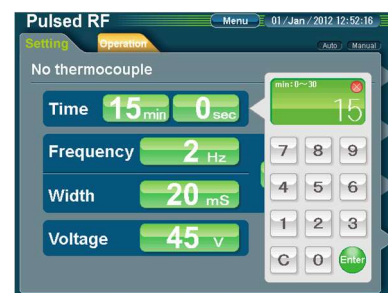 Pulsed RF Menu 01/Jan/2012 12:52:16
Setting Operation Auto Manual
No thermocouple
min:0~30
15
Time 15 min 0 sec
Frequency 2 Hz
Width 20 mS
Voltage 45 V
7 8 9
4 5 6
1 2 3
C 0 Enter